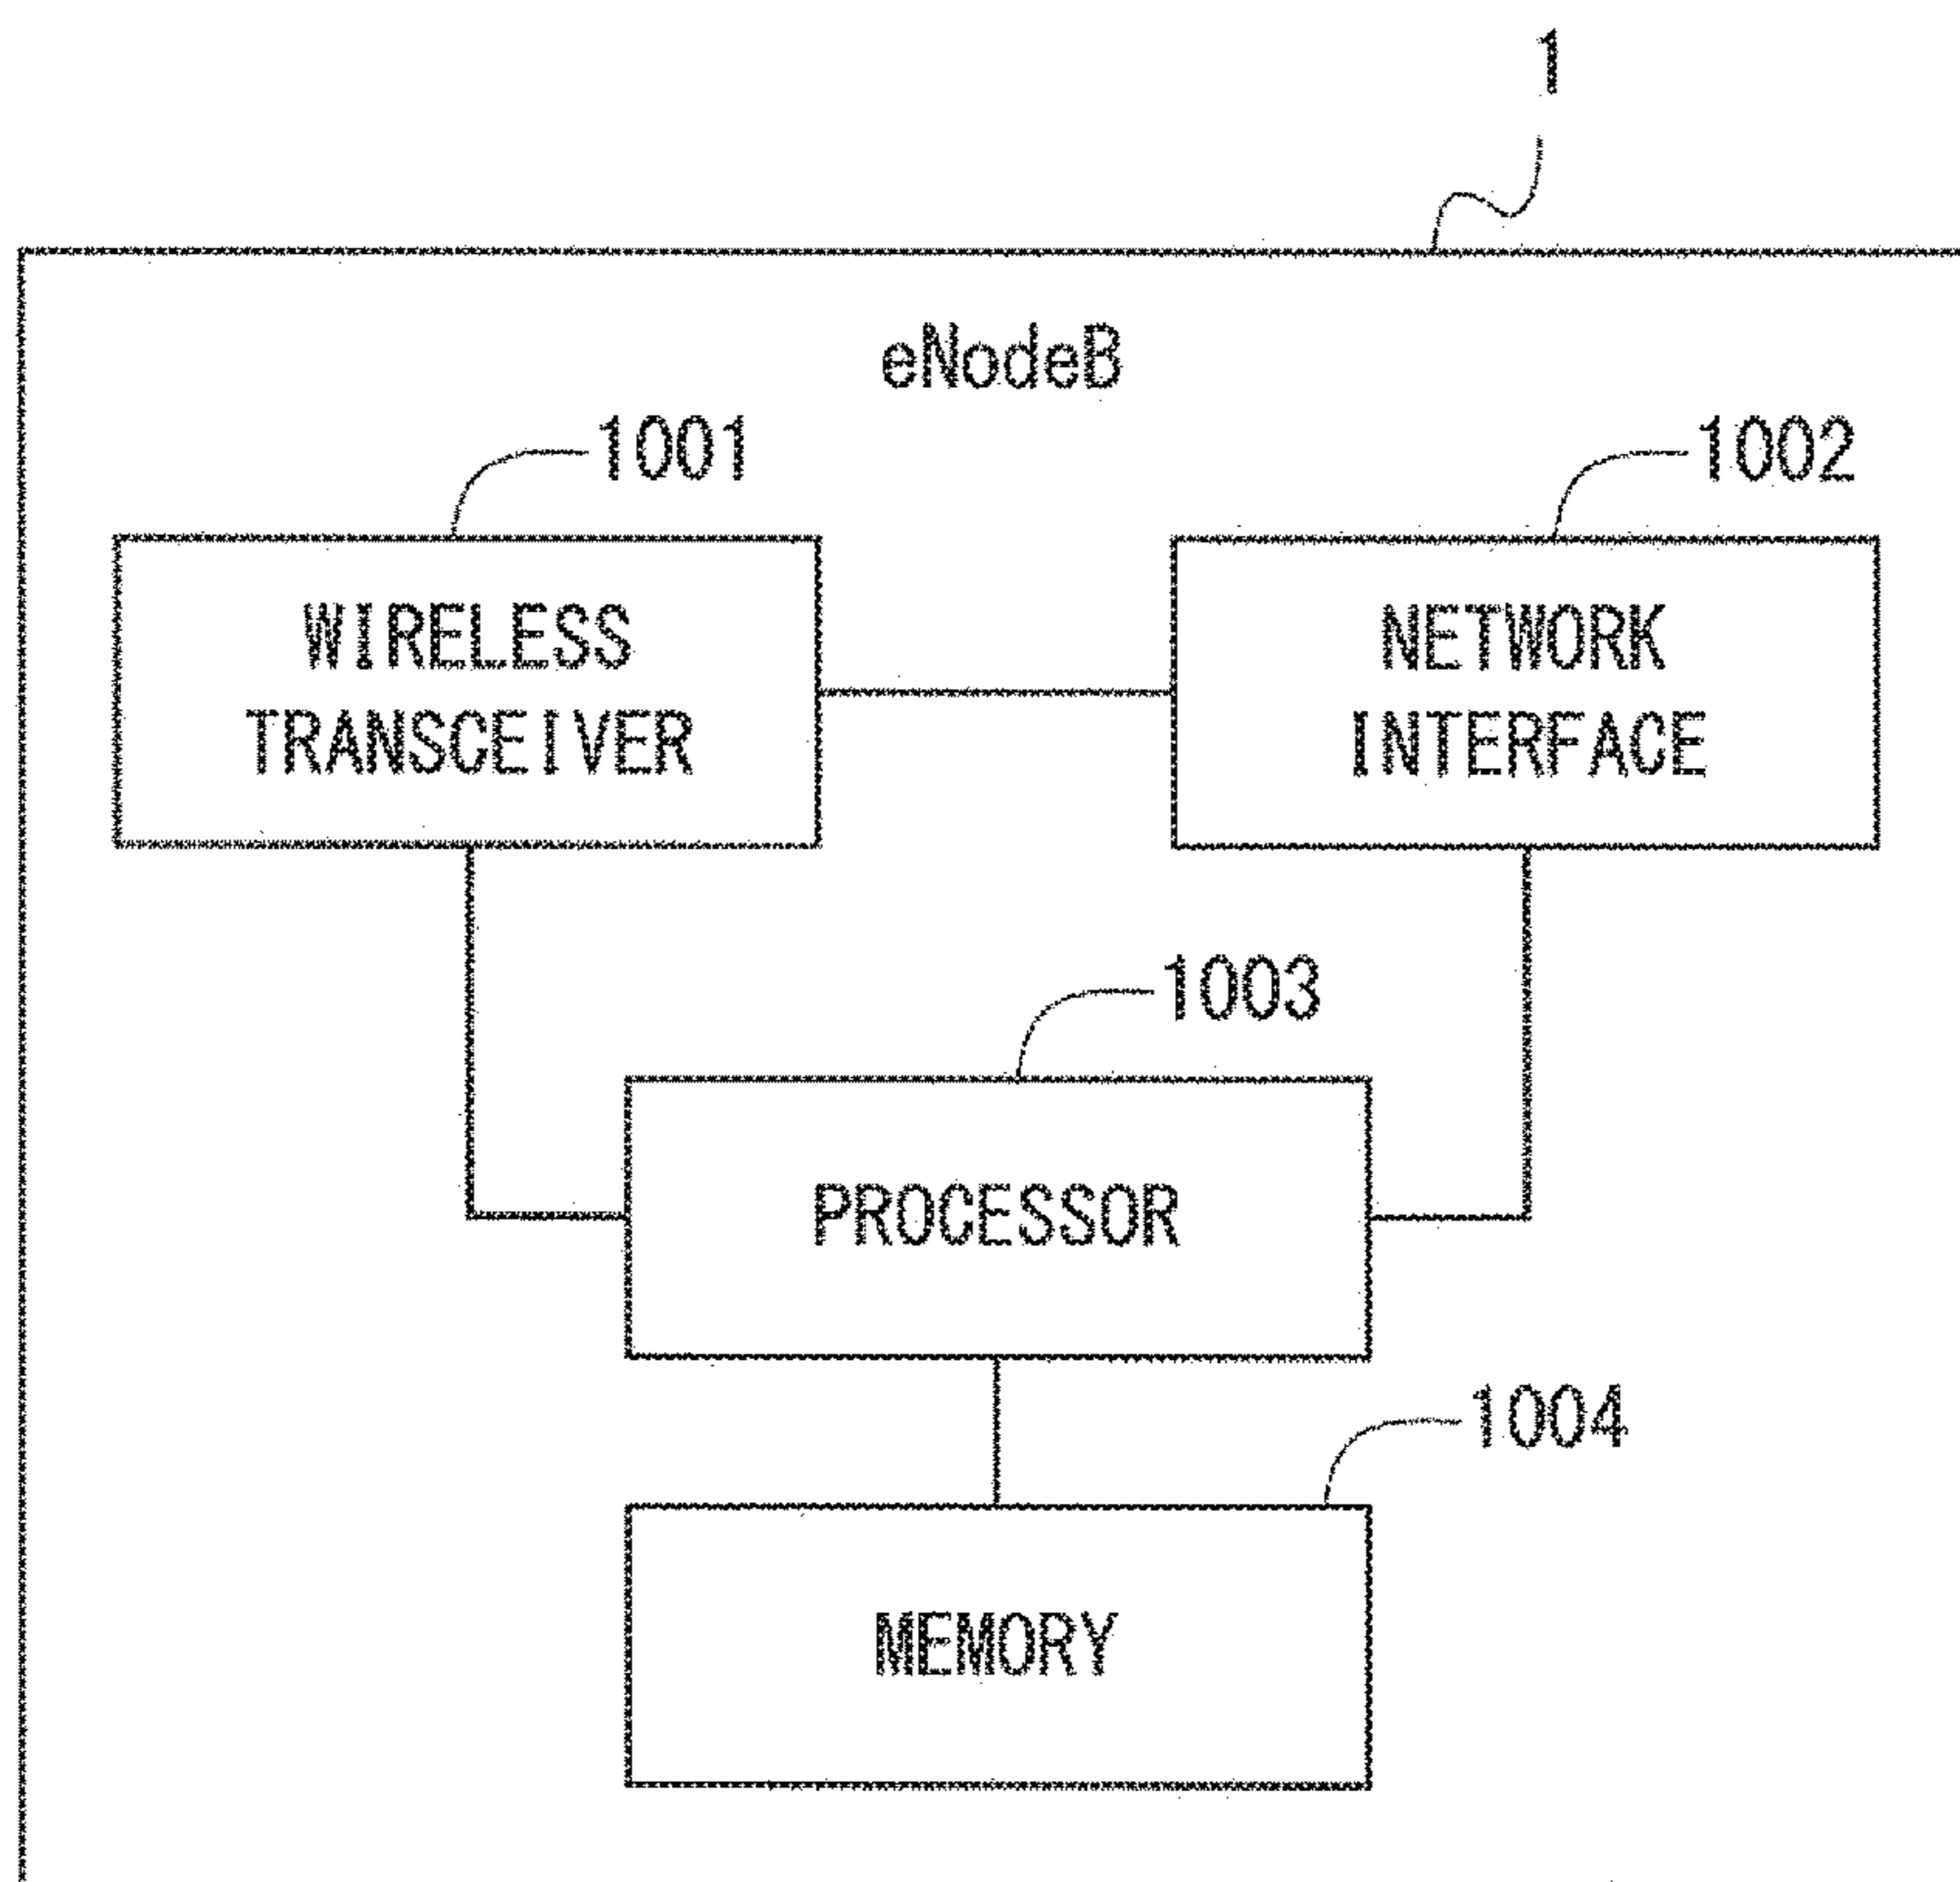 1
eNodeB
1001
1002
WIRELESS
TRANSCEIVER
NETWORK
INTERFACE
1003
PROCESSOR
1004
MEMORY